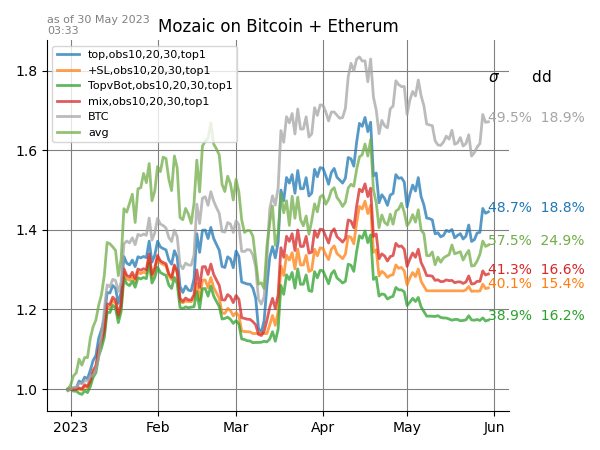 as of 30 May 2023
03:33
Mozaic on Bitcoin + Etherum
top,obs10,20,30,top1
+SL,obs10,20,30,top1
TopvBot,obs10,20,30,top1
mix,obs10,20,30,top1
BTC
avg
σ dd
49.5% 18.9%
48.7% 18.8%
57.5% 24.9%
41.3% 16.6%
40.1% 15.4%
38.9% 16.2%
1.8
1.6
1.4
1.2
1.0
2023 Feb Mar Apr May Jun